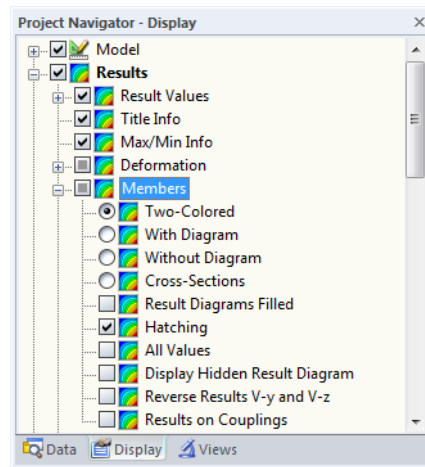 Project Navigator - Display
Model
Results
Result Values
Title Info
Max/Min Info
Deformation
Members
Two-Colored
With Diagram
Without Diagram
Cross-Sections
Result Diagrams Filled
Hatching
All Values
Display Hidden Result Diagram
Reverse Results V-y and V-z
Results on Couplings
Data Display Views